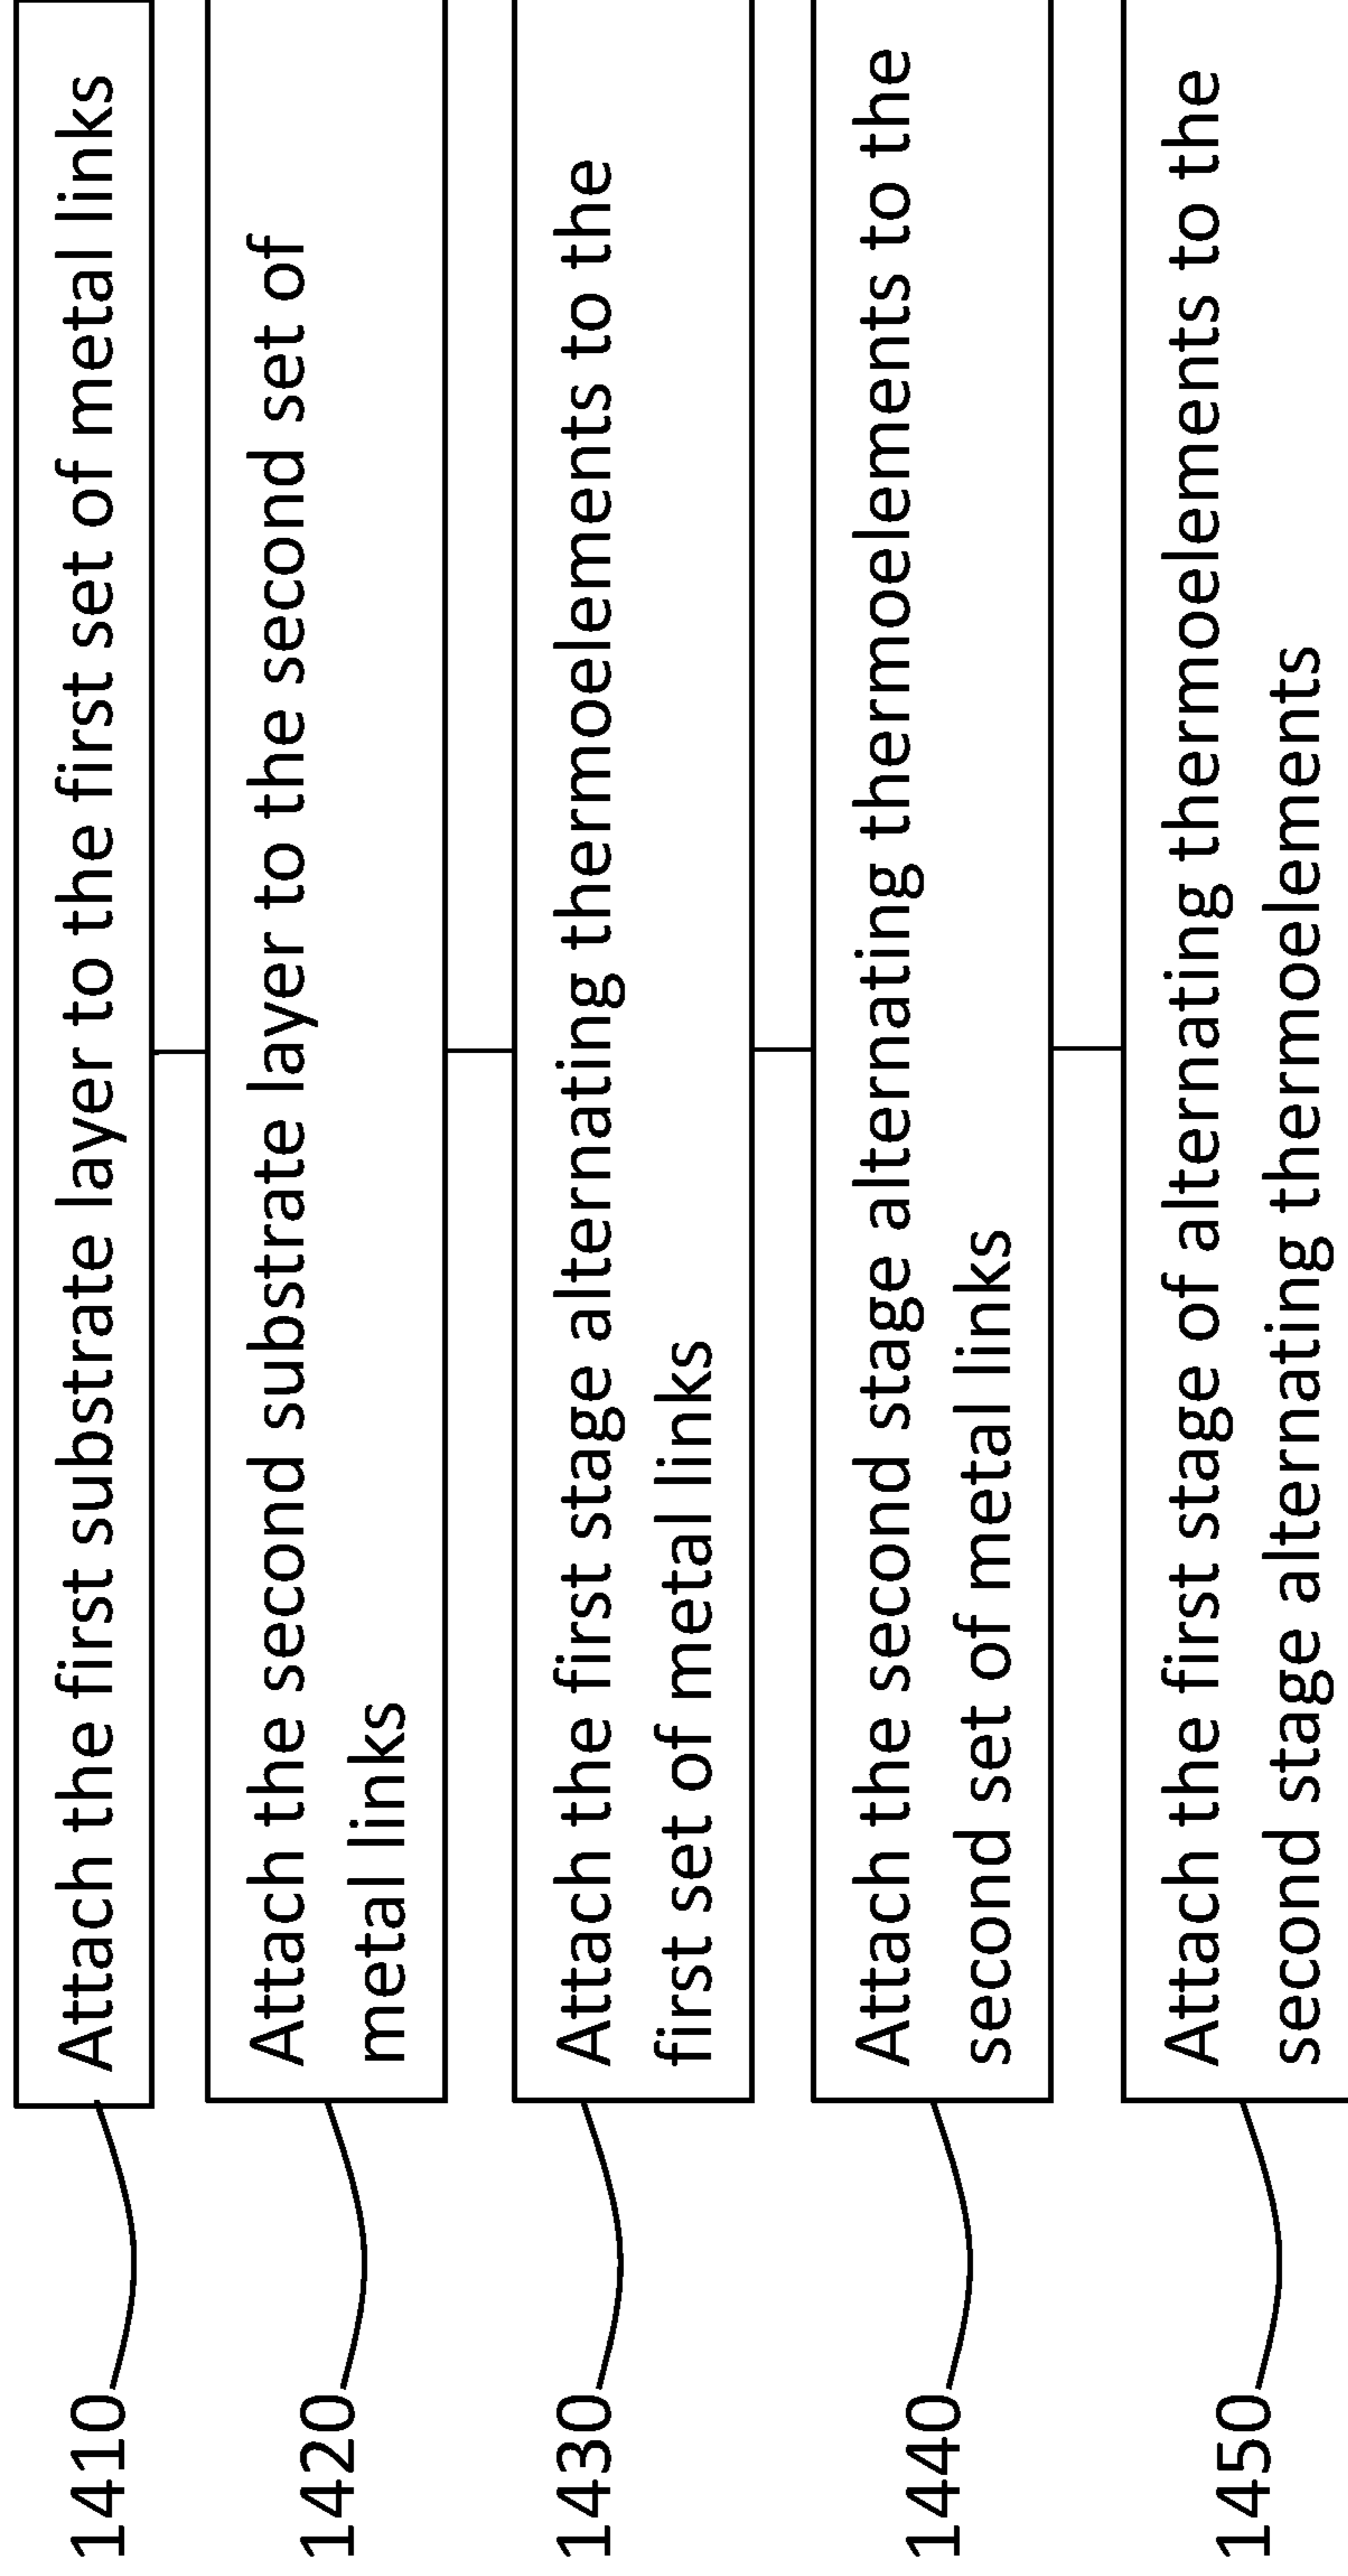 1410
Attach the first substrate layer to the first set of metal links
1420
Attach the second substrate layer to the second set of
metal links
1430
Attach the first stage alternating thermoelements to the
first set of metal links
1440
Attach the second stage alternating thermoelements to the
second set of metal links
1450
Attach the first stage of alternating thermoelements to the
second stage alternating thermoelements